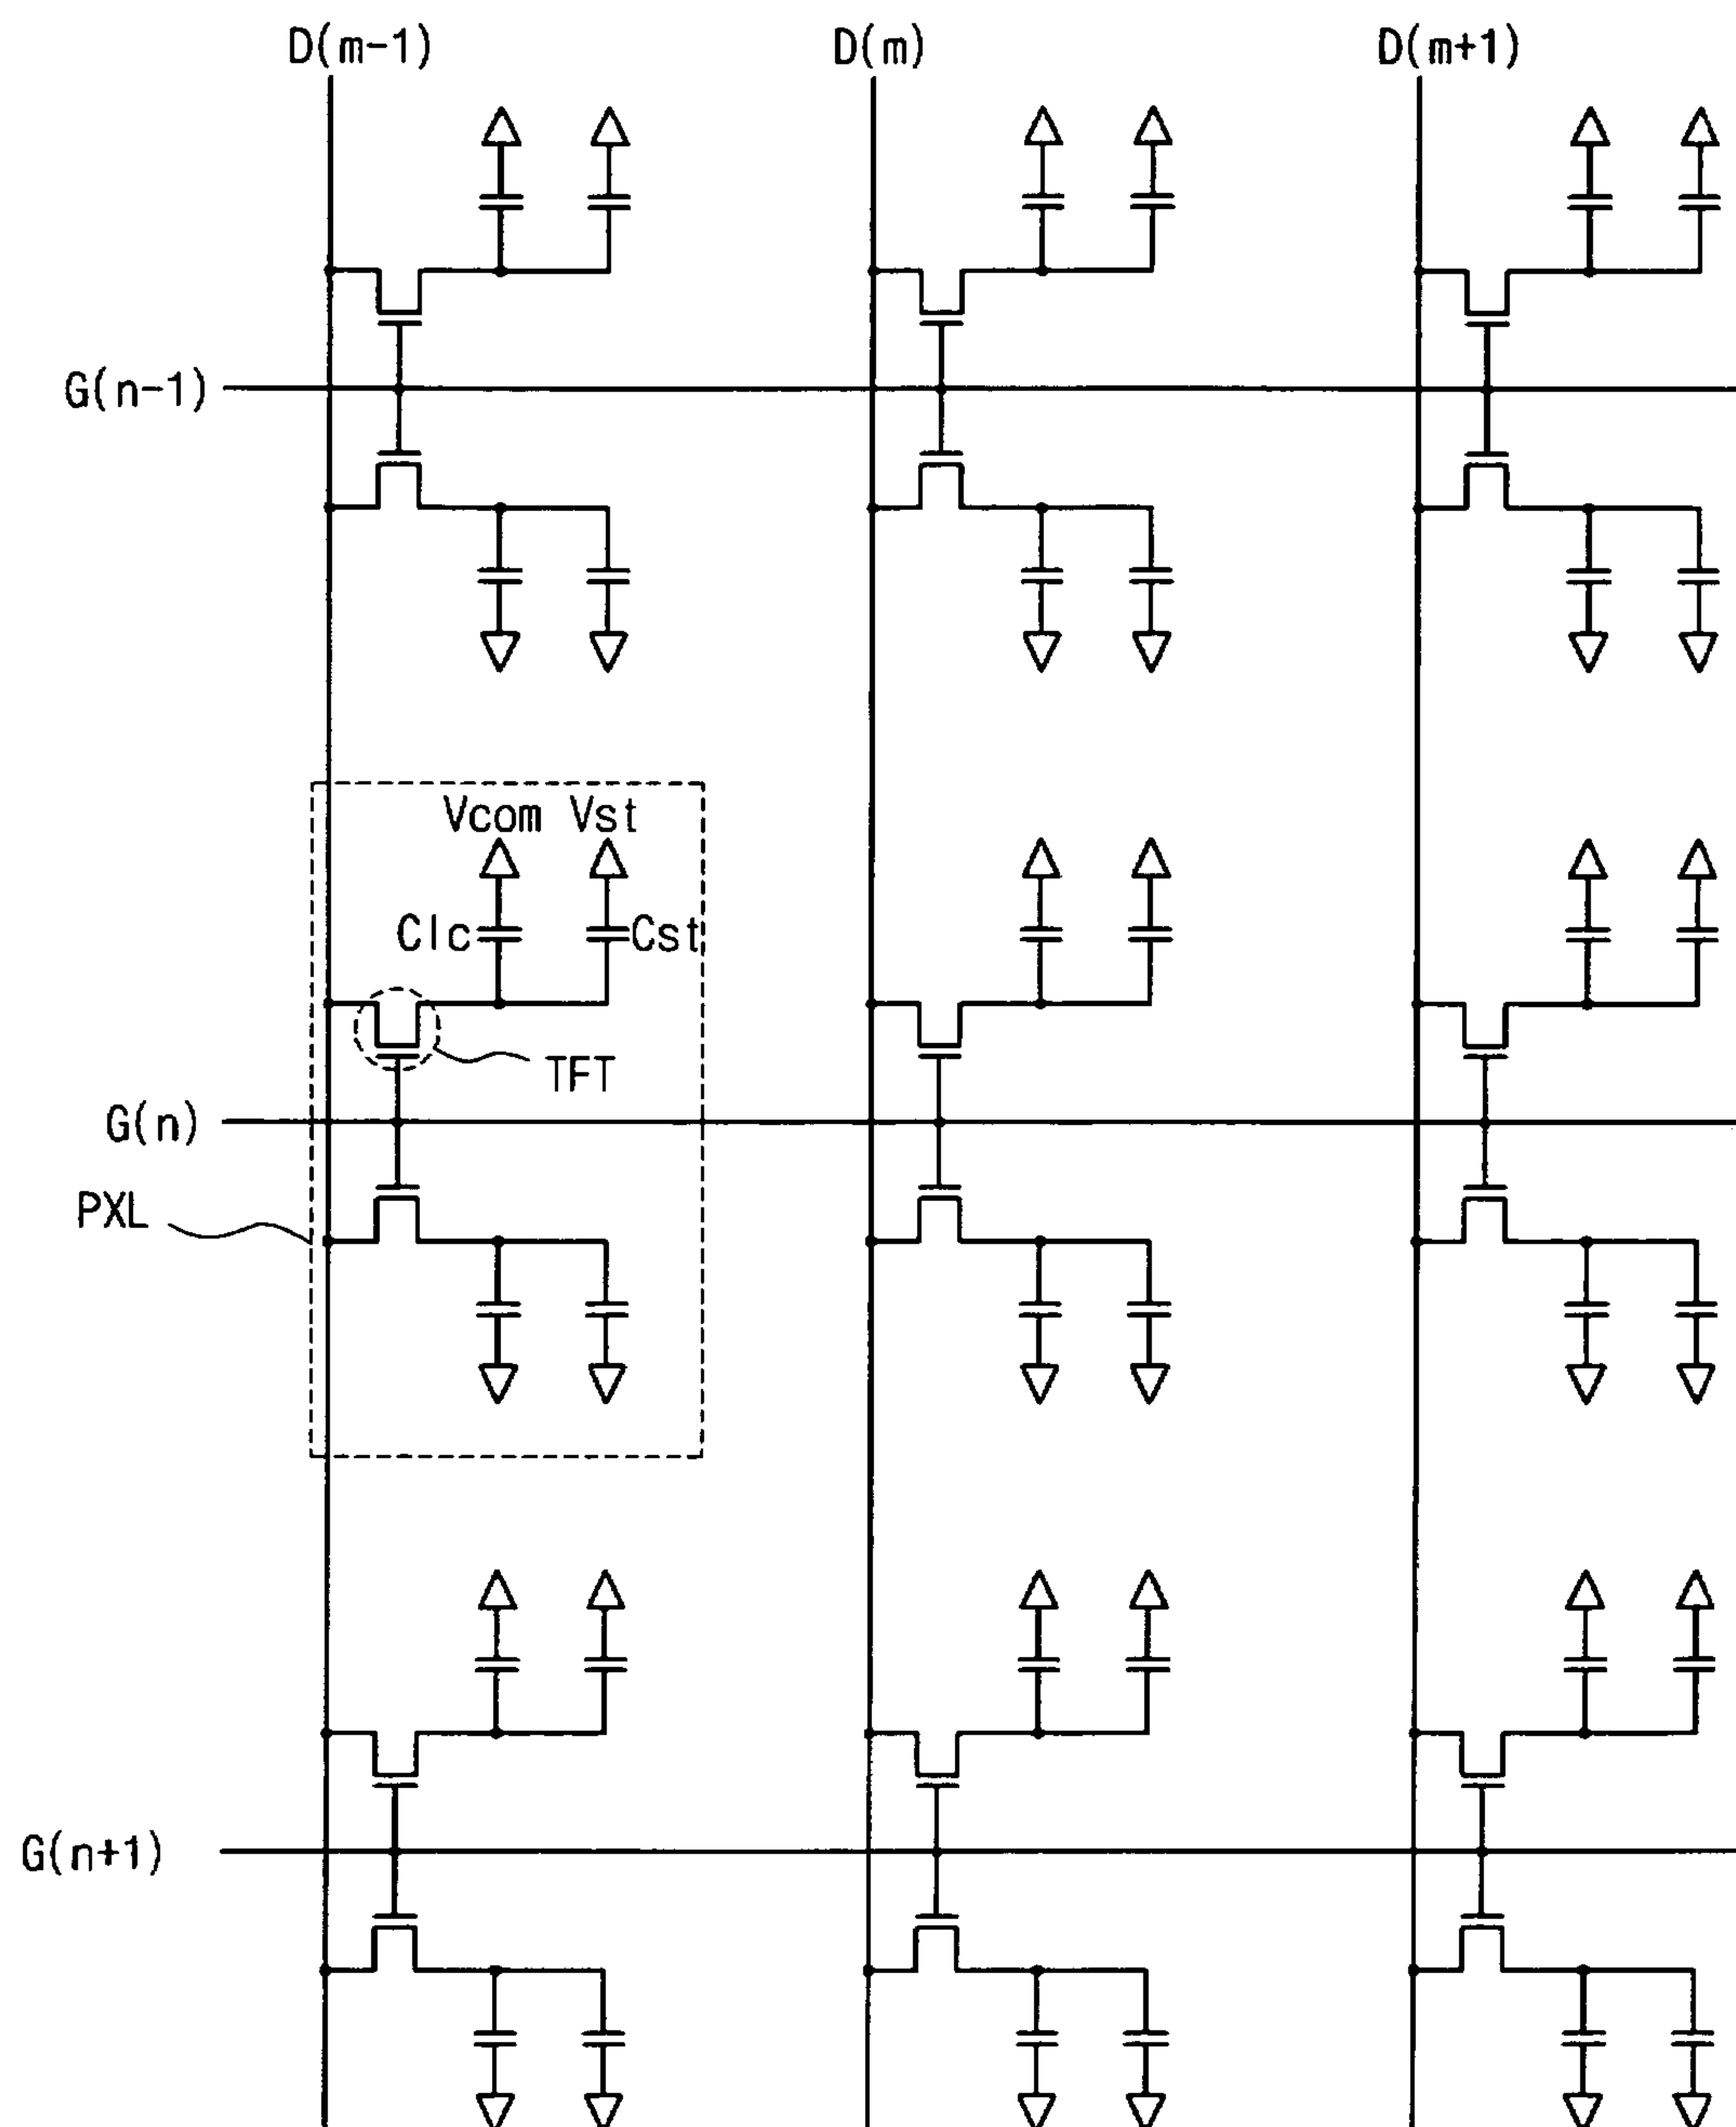 D(m-1) D(m) D(m+1)
G(n-1)
Vcom Vst
Clc Cst
TFT
G(n)
PXL
G(n+1)